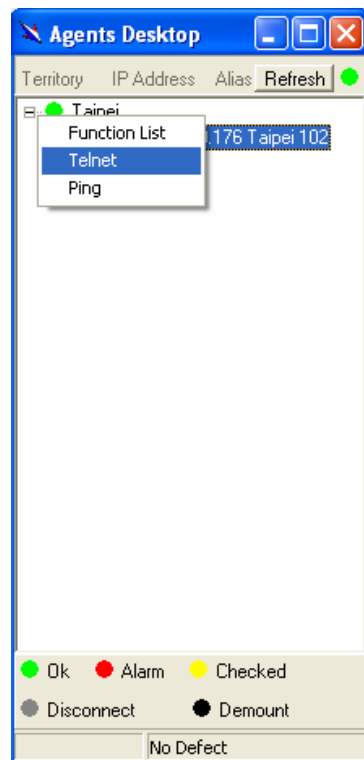 Agents Desktop
Territory IP Address Alias Refresh
Taipei
Function List
.176 Taipei 102
Telnet
Ping
Ok Alarm Checked
Disconnect Demount
No Defect